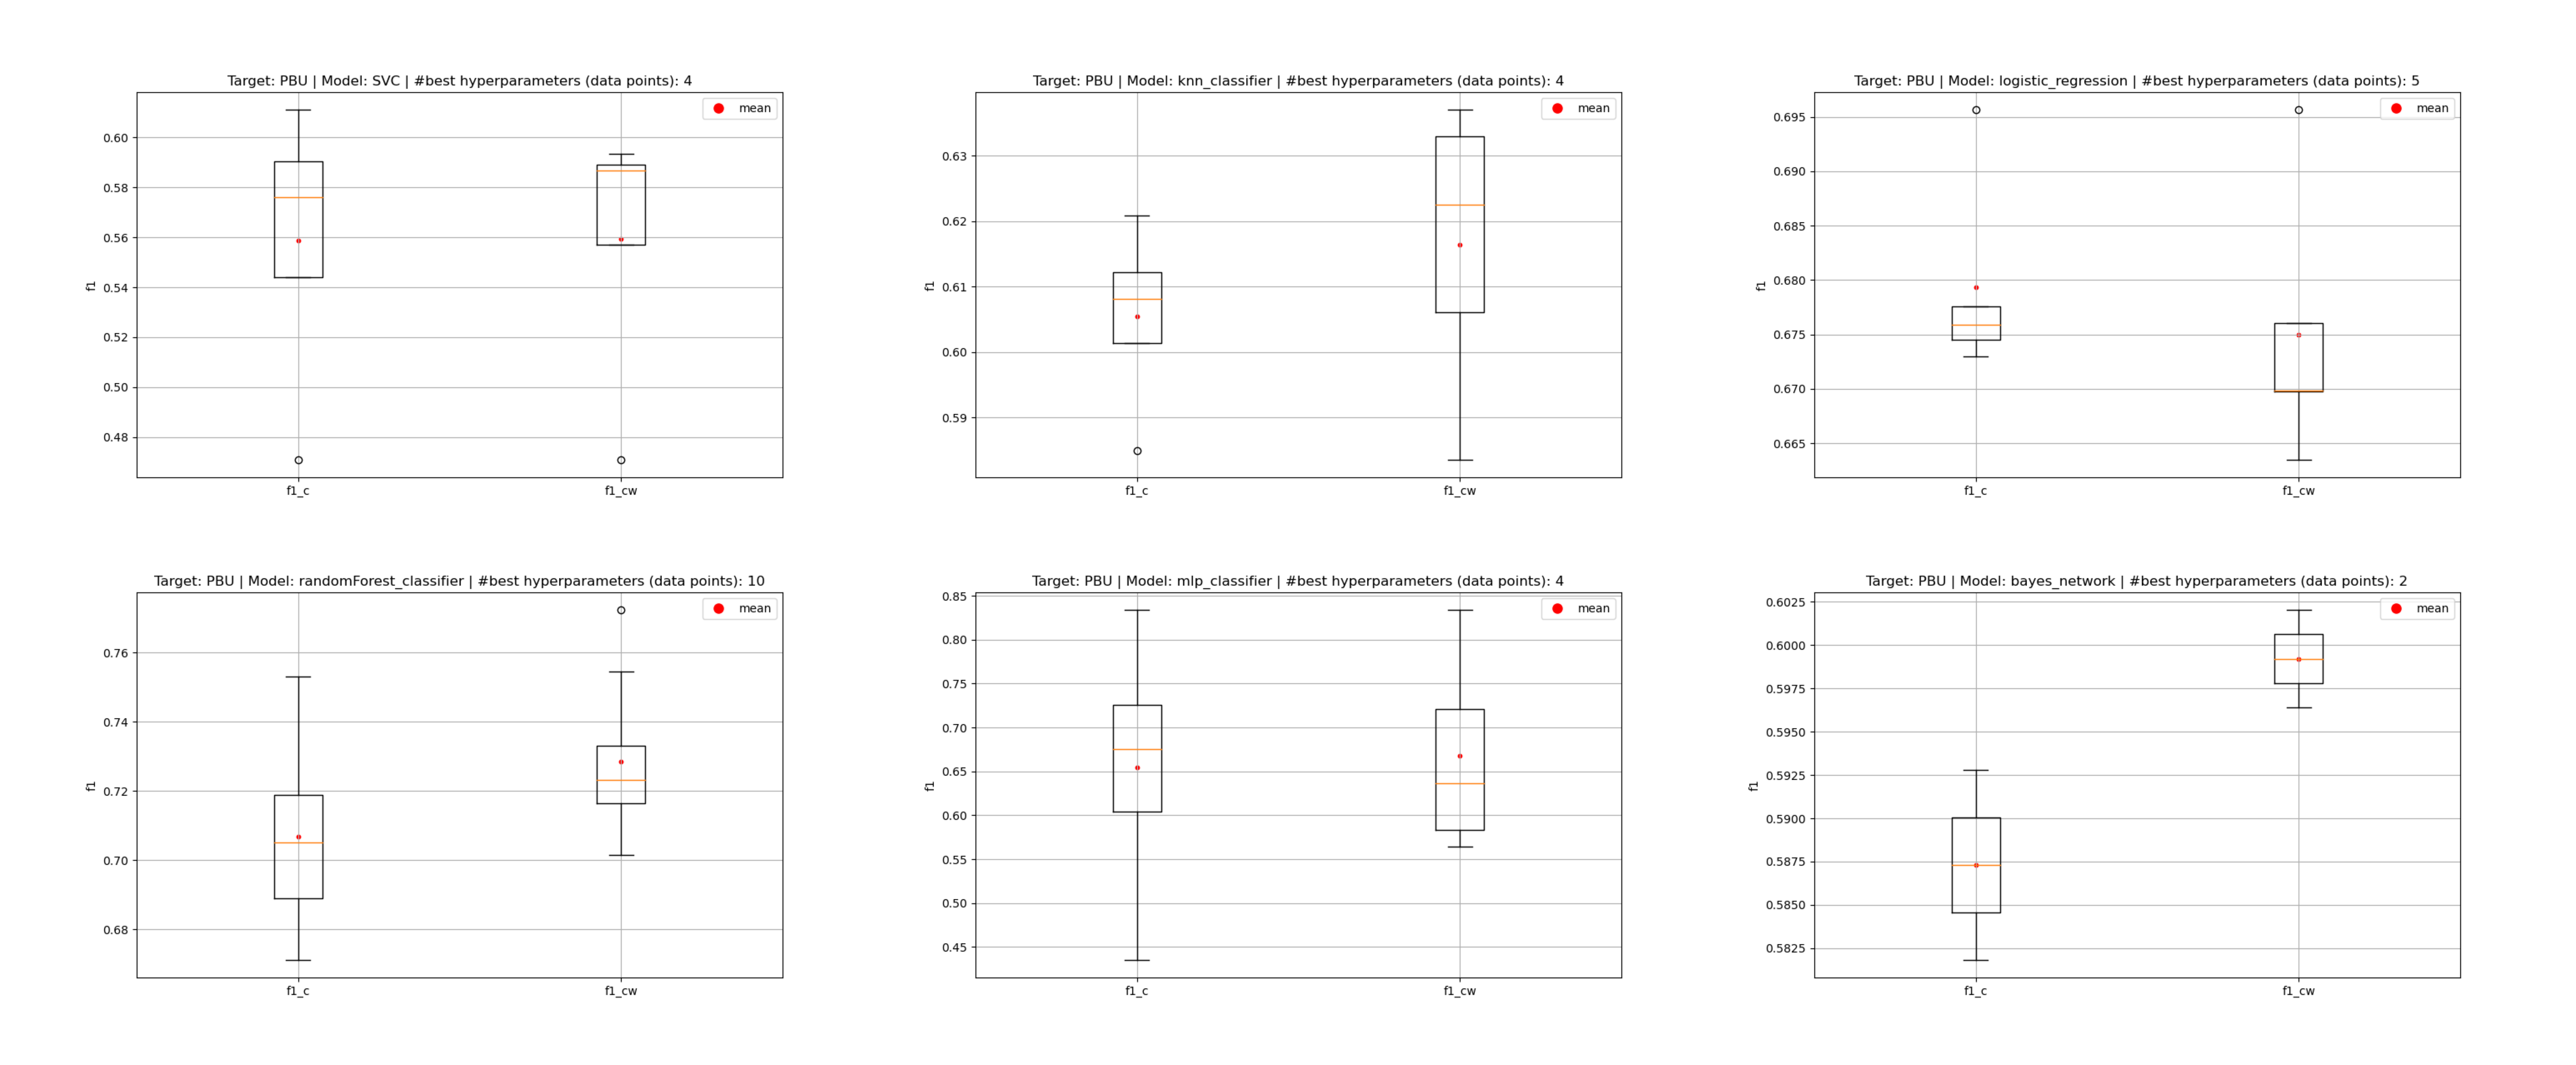 Target: PBU | Model: SVC | #best hyperparameters (data points): 4
mean
0.60
0.58
0.56
0.54
0.52
0.50
0.48
f1
f1_c
f1_cw
Target: PBU | Model: knn_classifier | #best hyperparameters (data points): 4
mean
0.63
0.62
0.61
0.60
0.59
f1
f1_c
f1_cw
Target: PBU | Model: logistic_regression | #best hyperparameters (data points): 5
mean
0.695
0.690
0.685
0.680
0.675
0.670
0.665
f1
f1_c
f1_cw
Target: PBU | Model: randomForest_classifier | #best hyperparameters (data points): 10
mean
0.76
0.74
0.72
0.70
0.68
f1
f1_c
f1_cw
Target: PBU | Model: mlp_classifier | #best hyperparameters (data points): 4
mean
0.85
0.80
0.75
0.70
0.65
0.60
0.55
0.50
0.45
f1
f1_c
f1_cw
Target: PBU | Model: bayes_network | #best hyperparameters (data points): 2
mean
0.6025
0.6000
0.5975
0.5950
0.5925
0.5900
0.5875
0.5850
0.5825
f1
f1_c
f1_cw